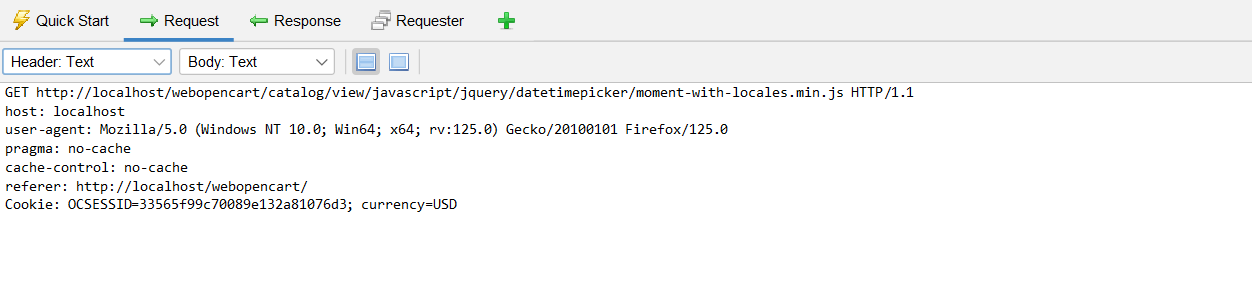 Quick Start Request Response Requester
Header: Text Body: Text
GET http://localhost/webopencart/catalog/view/javascript/jquery/datetimepicker/moment-with-locales.min.js HTTP/1.1
host: localhost
user-agent: Mozilla/5.0 (Windows NT 10.0; Win64; x64; rv:125.0) Gecko/20100101 Firefox/125.0
pragma: no-cache
cache-control: no-cache
referer: http://localhost/webopencart/
Cookie: OCSESSID=33565f99c70089e132a81076d3; currency=USD